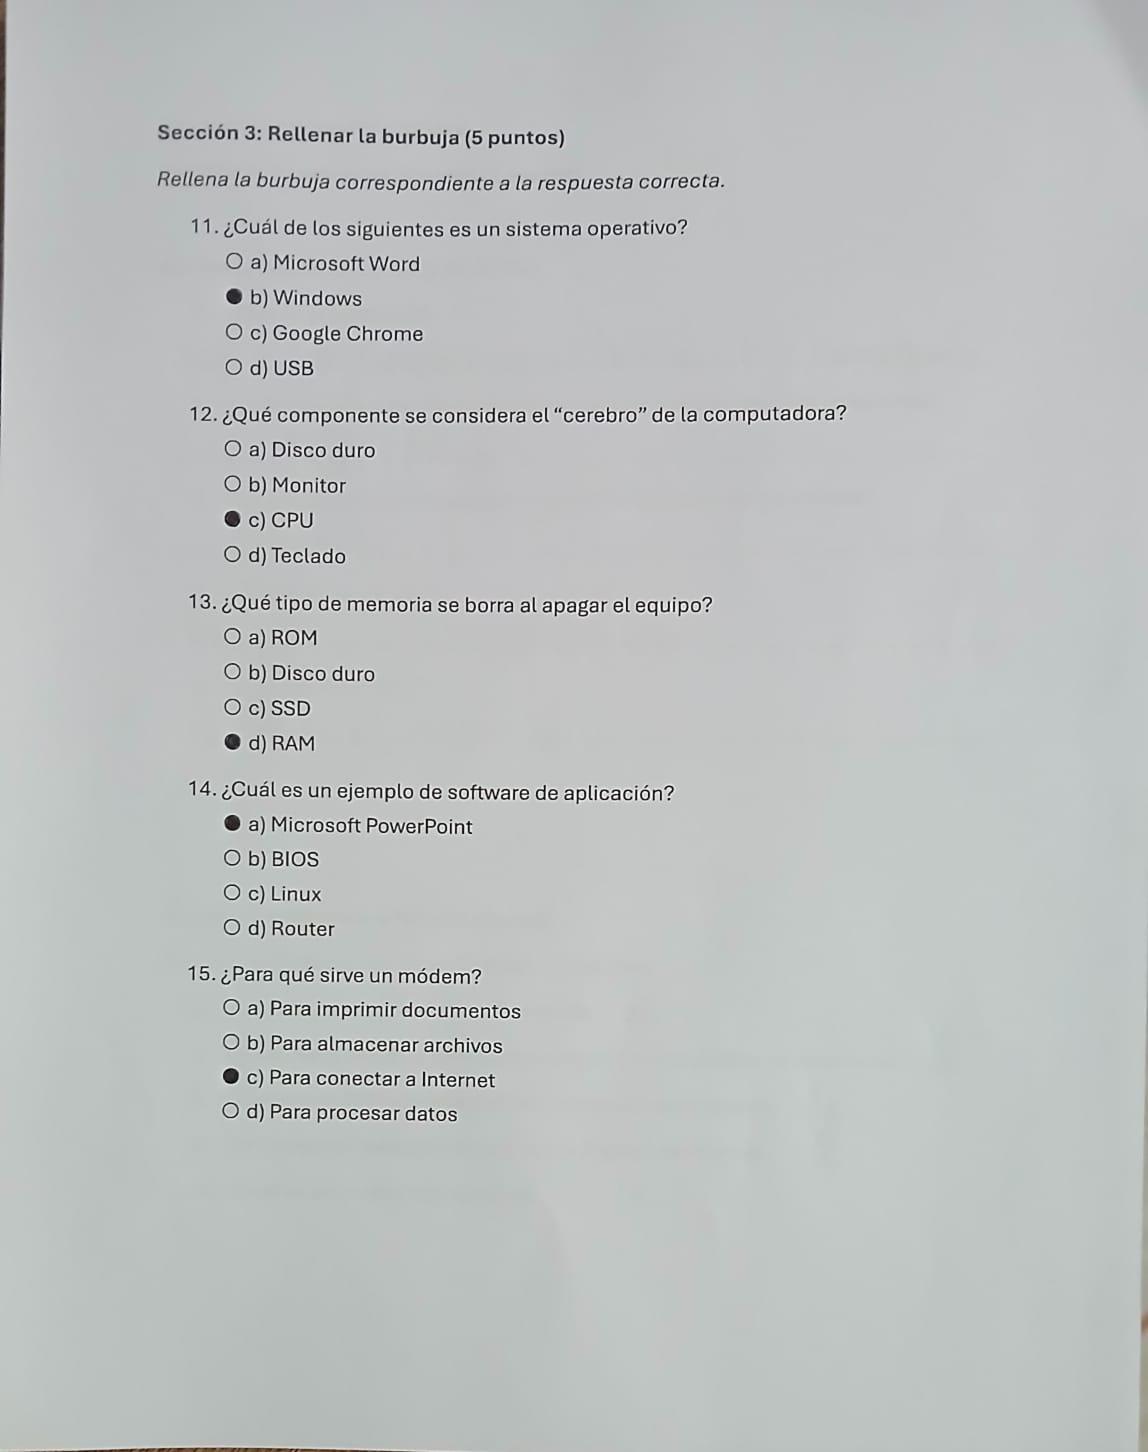 Sección 3: Rellenar la burbuja (5 puntos)
Rellena la burbuja correspondiente a la respuesta correcta.
11. ¿Cuál de los siguientes es un sistema operativo?
○ a) Microsoft Word
● b) Windows
○ c) Google Chrome
○ d) USB
12. ¿Qué componente se considera el “cerebro” de la computadora?
○ a) Disco duro
○ b) Monitor
● c) CPU
○ d) Teclado
13. ¿Qué tipo de memoria se borra al apagar el equipo?
○ a) ROM
○ b) Disco duro
○ c) SSD
● d) RAM
14. ¿Cuál es un ejemplo de software de aplicación?
● a) Microsoft PowerPoint
○ b) BIOS
○ c) Linux
○ d) Router
15. ¿Para qué sirve un módem?
○ a) Para imprimir documentos
○ b) Para almacenar archivos
● c) Para conectar a Internet
○ d) Para procesar datos